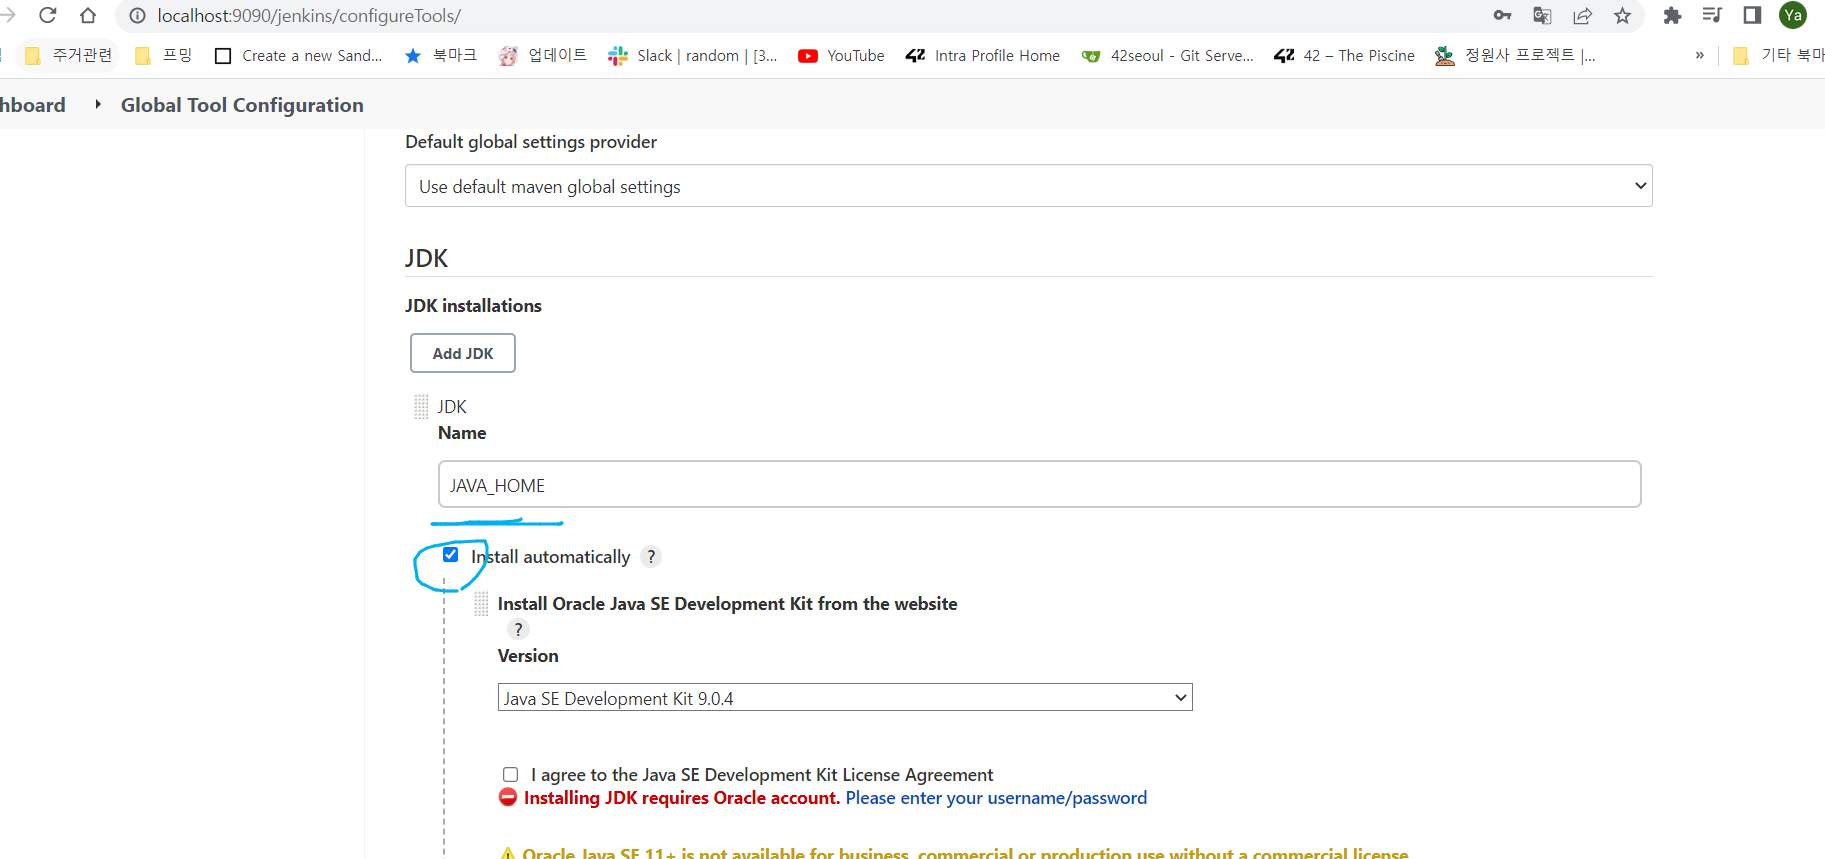 localhost:9090/jenkins/configureTools/
Ya
주거관련 프밍 Create a new Sand... 북마크 업데이트 Slack | random | [3... YouTube Intra Profile Home 42seoul - Git Serve... 42 – The Piscine 정원사 프로젝트 |... » 기타 북마
hboard Global Tool Configuration
Default global settings provider
Use default maven global settings
JDK
JDK installations
Add JDK
JDK
Name
JAVA_HOME
Install automatically ?
Install Oracle Java SE Development Kit from the website
?
Version
Java SE Development Kit 9.0.4
I agree to the Java SE Development Kit License Agreement
Installing JDK requires Oracle account. Please enter your username/password
Oracle Java SE 11+ is not available for business, commercial or production use without a commercial license